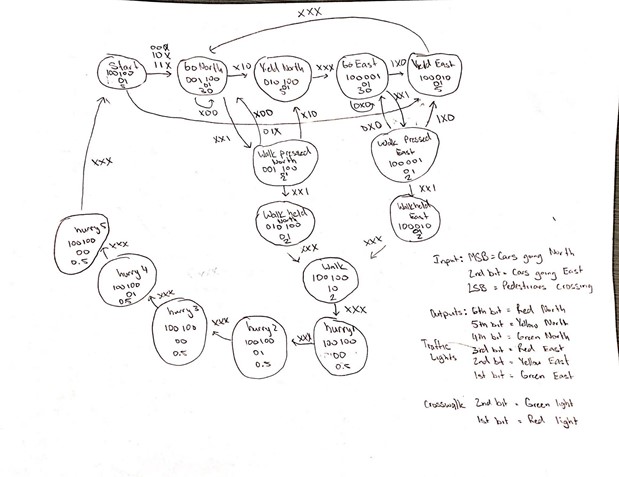 XXX
Start
100100
01
5
00X
10X
11X
Go North
001 100
01
30
X00
X10
Yield North
010 100
01
5
XXX
Go East
100001
01
30
0X0
1X0
Yield East
100010
01
5
XX1
X00
01X
X10
XX1
0X0
1X0
Walk Pressed
North
001 100
01
2
Walk Pressed
East
100 001
01
2
XX1
XX1
Walk held
North
010 100
01
2
Walk held
East
100010
2
XXX
XXX
XXX
Walk
100 100
10
2
XXX
hurry 1
100100
00
0.5
XXX
hurry 2
100100
01
0.5
XXX
hurry 3
100 100
00
0.5
XXX
hurry 4
100100
01
0.5
XXX
hurry 5
100100
00
0.5
Input: MSB = Cars going North
2nd bit = Cars going East
LSB = Pedestrians crossing
Outputs: 6th bit = Red North
5th bit = Yellow North
4th bit = Green North
Traffic
Lights
3rd bit = Red East
2nd bit = Yellow East
1st bit = Green East
Crosswalk 2nd bit = Green light
1st bit = Red light